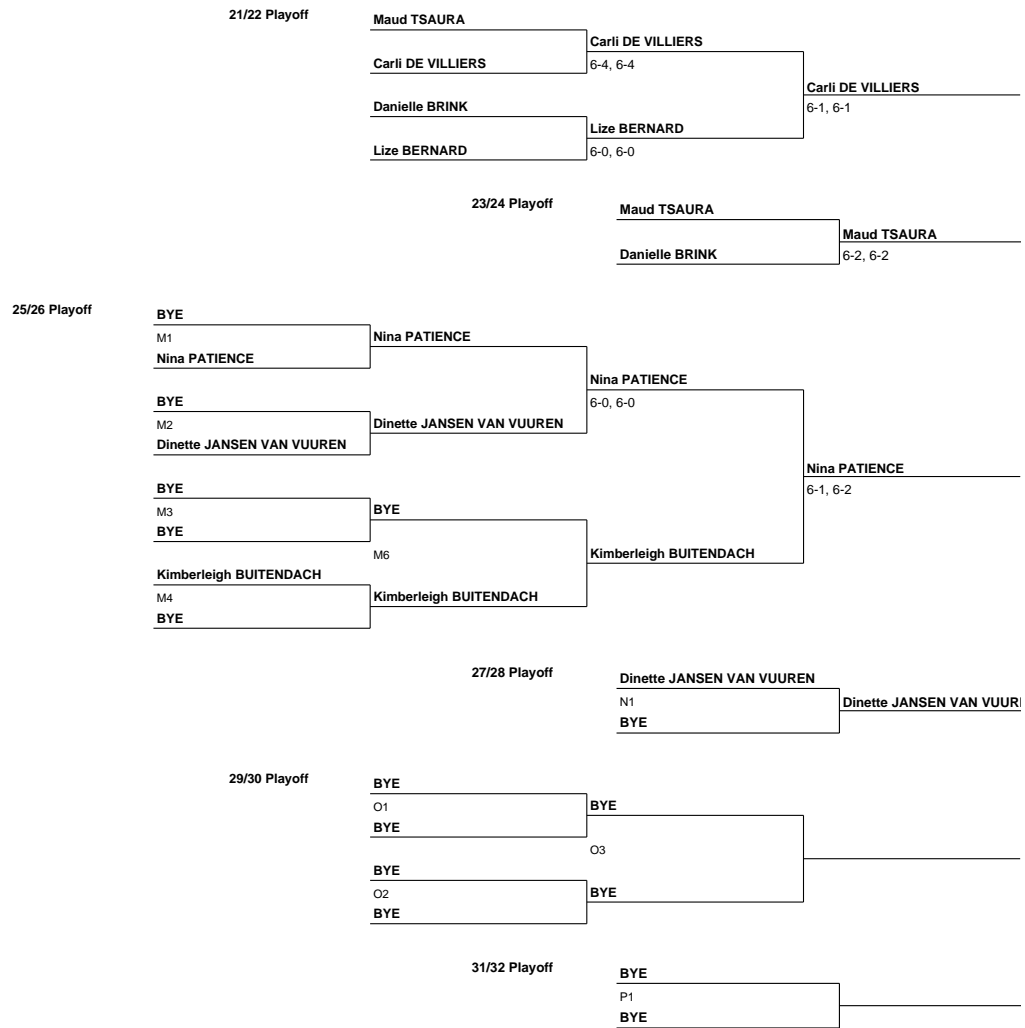 21/22 Playoff
Maud TSAURA
Carli DE VILLIERS
Carli DE VILLIERS
6-4, 6-4
Carli DE VILLIERS
6-1, 6-1
Danielle BRINK
Lize BERNARD
Lize BERNARD
6-0, 6-0
23/24 Playoff
Maud TSAURA
Maud TSAURA
Danielle BRINK
6-2, 6-2
25/26 Playoff
BYE
M1
Nina PATIENCE
Nina PATIENCE
Nina PATIENCE
6-0, 6-0
BYE
M2
Dinette JANSEN VAN VUUREN
Dinette JANSEN VAN VUUREN
Nina PATIENCE
6-1, 6-2
BYE
M3
BYE
BYE
M6
Kimberleigh BUITENDACH
Kimberleigh BUITENDACH
M4
Kimberleigh BUITENDACH
BYE
27/28 Playoff
Dinette JANSEN VAN VUUREN
N1
Dinette JANSEN VAN VUUR
BYE
29/30 Playoff
BYE
O1
BYE
BYE
O3
BYE
O2
BYE
BYE
31/32 Playoff
BYE
P1
BYE